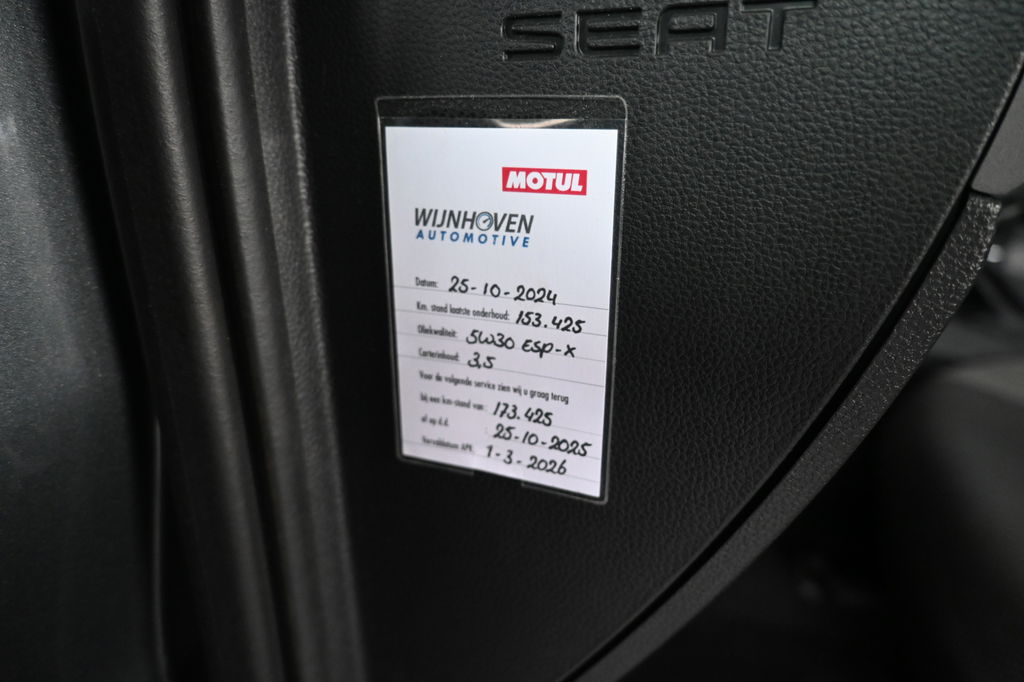 SEAT
MOTUL
WIJNHOVEN
AUTOMOTIVE
Datum: 25-10-2024
Km. stand laatste onderhoud: 153.425
Oliekwaliteit: 5W30 ESP-X
Carterinhoud: 3,5
Voor de volgende service zien wij u graag terug
bij een km-stand van: 173.425
of op d.d. 25-10-2025
Vervaldatum APK: 1-3-2026